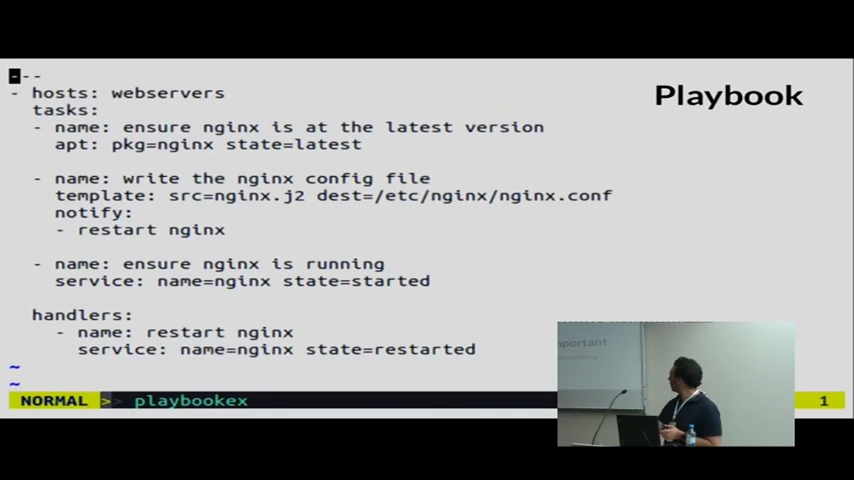 ---
Playbook
- hosts: webservers
tasks:
- name: ensure nginx is at the latest version
apt: pkg=nginx state=latest
- name: write the nginx config file
template: src=nginx.j2 dest=/etc/nginx/nginx.conf
notify:
- restart nginx
- name: ensure nginx is running
service: name=nginx state=started
handlers:
- name: restart nginx
service: name=nginx state=restarted
~
~
NORMAL >> playbookex 1
mportant